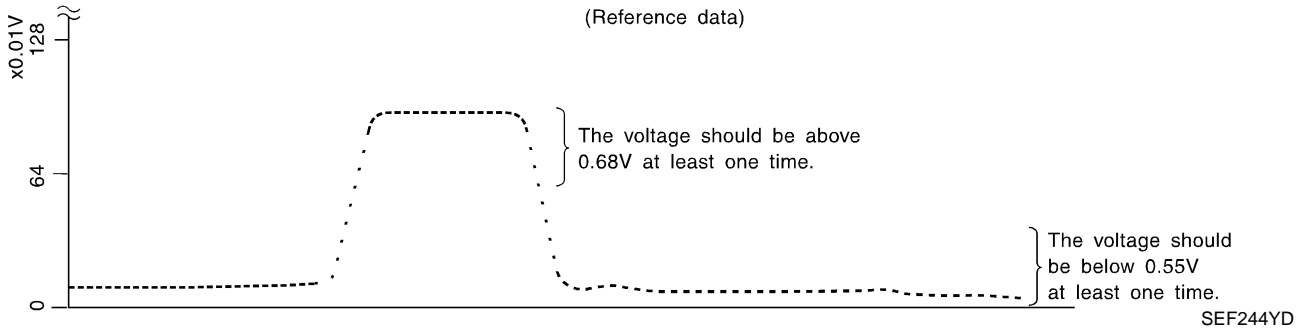 (Reference data)
x0.01V
128
64
0
The voltage should be above
0.68V at least one time.
The voltage should
be below 0.55V
at least one time.
SEF244YD